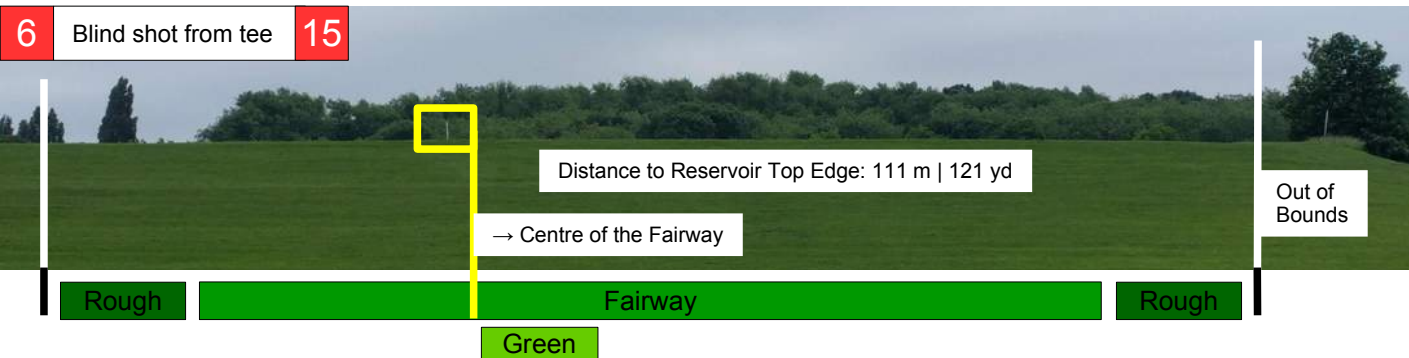 6 Blind shot from tee 15
Distance to Reservoir Top Edge: 111 m | 121 yd
Out of
Bounds
→ Centre of the Fairway
Rough Fairway Rough
Green